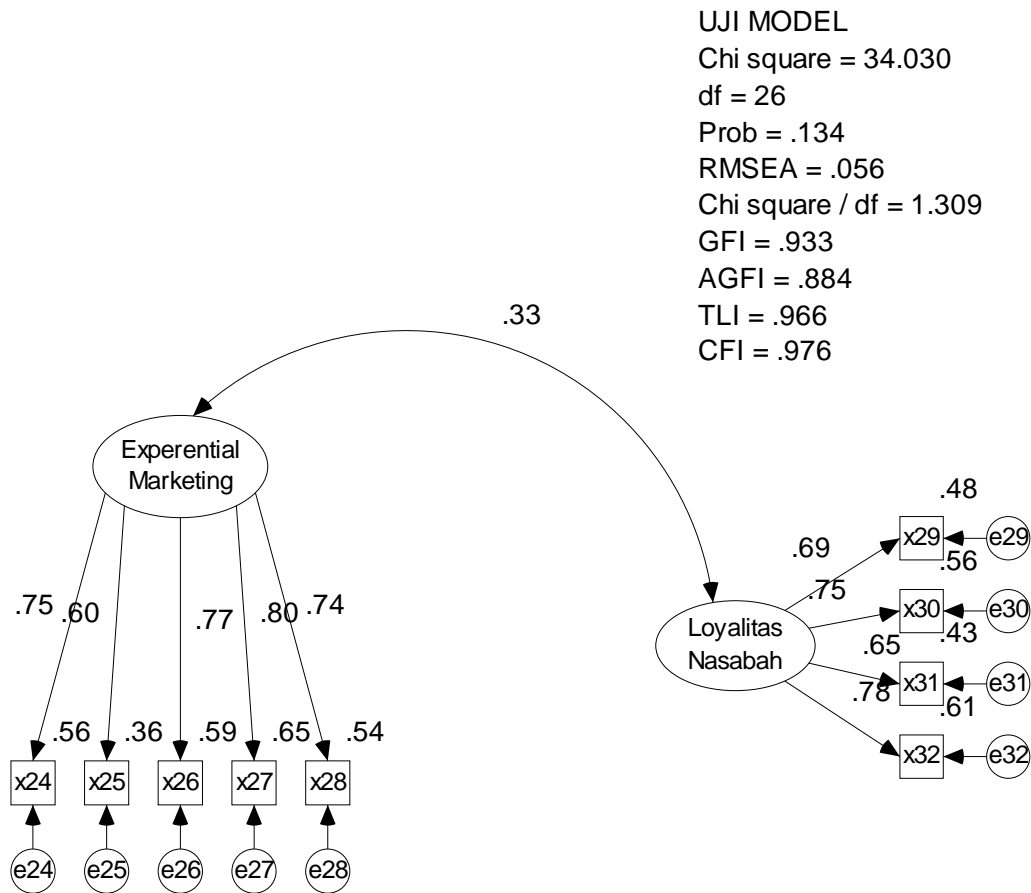 UJI MODEL
Chi square = 34.030
df = 26
Prob = .134
RMSEA = .056
Chi square / df = 1.309
GFI = .933
AGFI = .884
TLI = .966
CFI = .976
.33
Experential
Marketing
.75
.60
.77
.80
.74
.56
.36
.59
.65
.54
x24
x25
x26
x27
x28
e24
e25
e26
e27
e28
Loyalitas
Nasabah
.69
.75
.65
.78
.48
x29
e29
.56
x30
e30
.43
x31
e31
.61
x32
e32